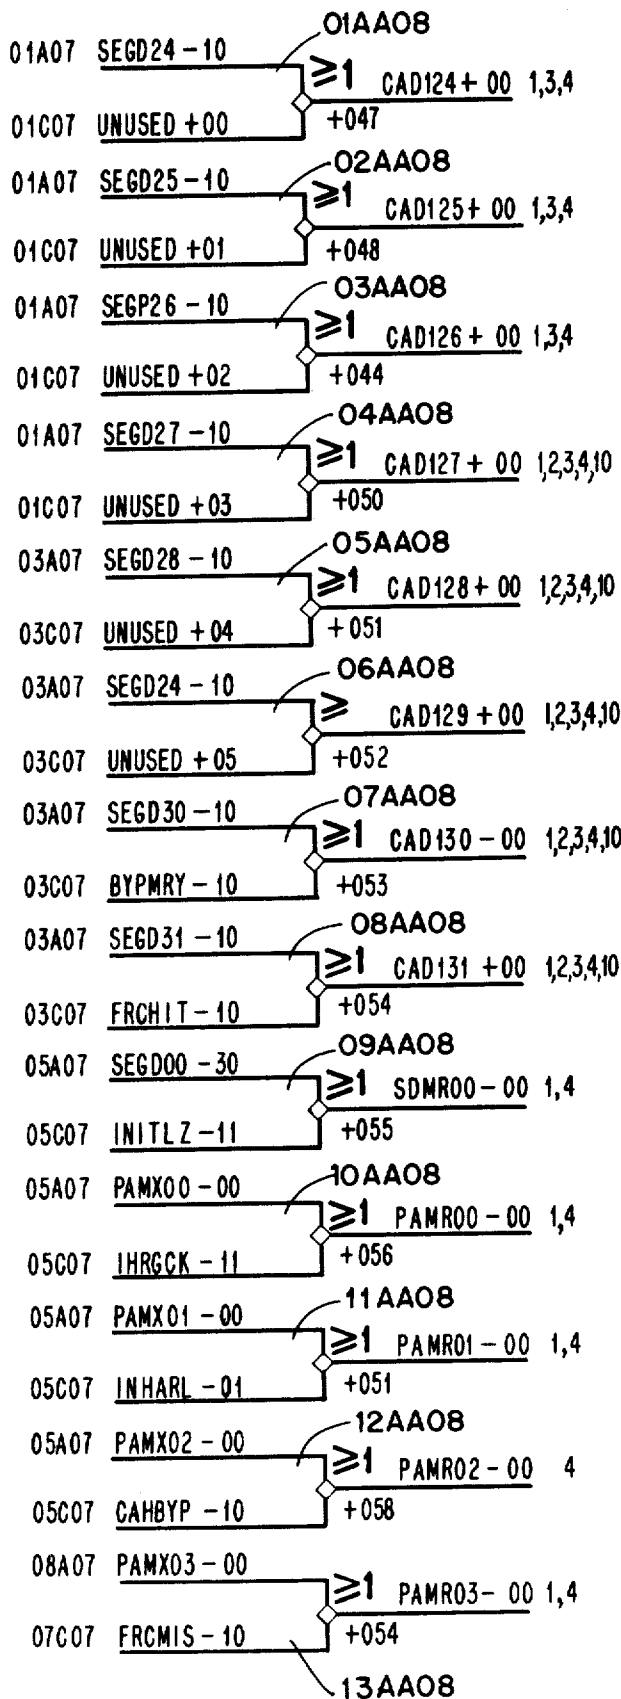 01AA08
01A07 SEGD24-10
≥1 CAD124+00 1,3,4
01C07 UNUSED+00
+047
02AA08
01A07 SEGD25-10
≥1 CAD125+00 1,3,4
01C07 UNUSED+01
+048
03AA08
01A07 SEGP26-10
≥1 CAD126+00 1,3,4
01C07 UNUSED+02
+044
04AA08
01A07 SEGD27-10
≥1 CAD127+00 1,2,3,4,10
01C07 UNUSED+03
+050
05AA08
03A07 SEGD28-10
≥1 CAD128+00 1,2,3,4,10
03C07 UNUSED+04
+051
06AA08
03A07 SEGD24-10
≥ CAD129+00 1,2,3,4,10
03C07 UNUSED+05
+052
07AA08
03A07 SEGD30-10
≥1 CAD130-00 1,2,3,4,10
03C07 BYPMRY-10
+053
08AA08
03A07 SEGD31-10
≥1 CAD131+00 1,2,3,4,10
03C07 FRCHIT-10
+054
09AA08
05A07 SEGD00-30
≥1 SDMR00-00 1,4
05C07 INITLZ-11
+055
10AA08
05A07 PAMX00-00
≥1 PAMR00-00 1,4
05C07 IHRGCK-11
+056
11AA08
05A07 PAMX01-00
≥1 PAMR01-00 1,4
05C07 INHARL-01
+051
12AA08
05A07 PAMX02-00
≥1 PAMR02-00 4
05C07 CAHBYP-10
+058
08A07 PAMX03-00
≥1 PAMR03-00 1,4
07C07 FRCMIS-10
+054
13AA08